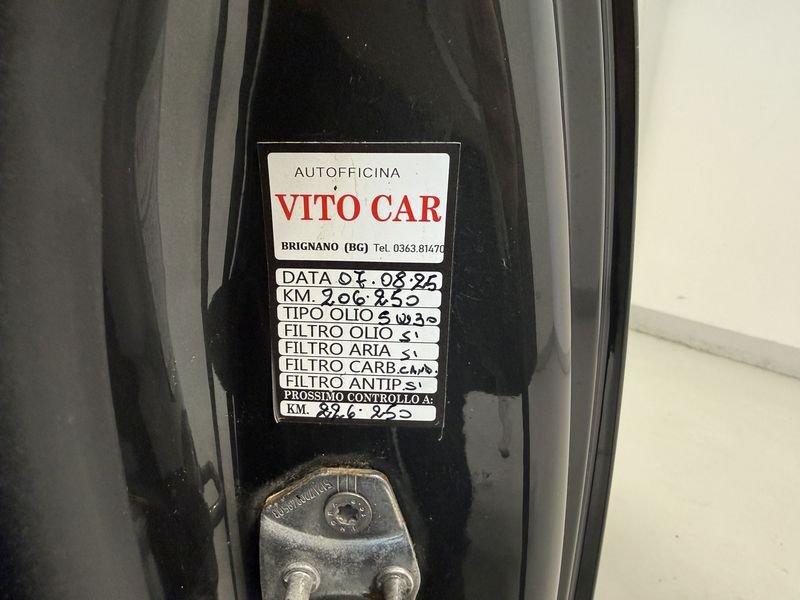 AUTOFFICINA
VITO CAR
BRIGNANO (BG) Tel. 0363.81470
DATA 07.08.25
KM. 206.250
TIPO OLIO 5W30
FILTRO OLIO SI
FILTRO ARIA SI
FILTRO CARB.
FILTRO ANTIP. SI
PROSSIMO CONTROLLO A:
KM. 226.250